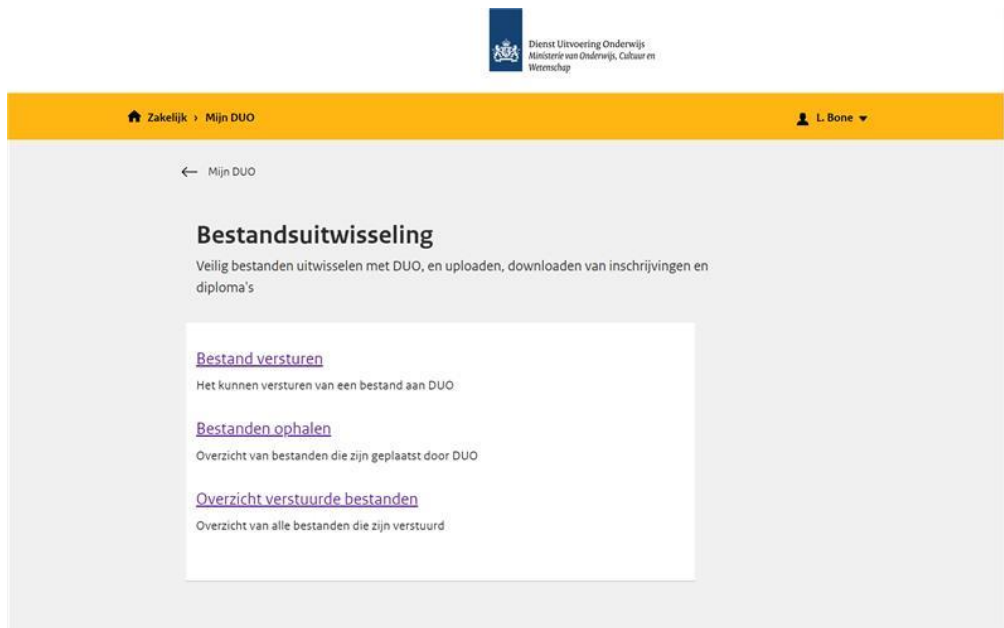 Dienst Uitvoering Onderwijs
Ministerie van Onderwijs, Cultuur en
Wetenschap
Zakelijk › Mijn DUO
L. Bone
Mijn DUO
Bestandsuitwisseling
Veilig bestanden uitwisselen met DUO, en uploaden, downloaden van inschrijvingen en
diploma's
Bestand versturen
Het kunnen versturen van een bestand aan DUO
Bestanden ophalen
Overzicht van bestanden die zijn geplaatst door DUO
Overzicht verstuurde bestanden
Overzicht van alle bestanden die zijn verstuurd